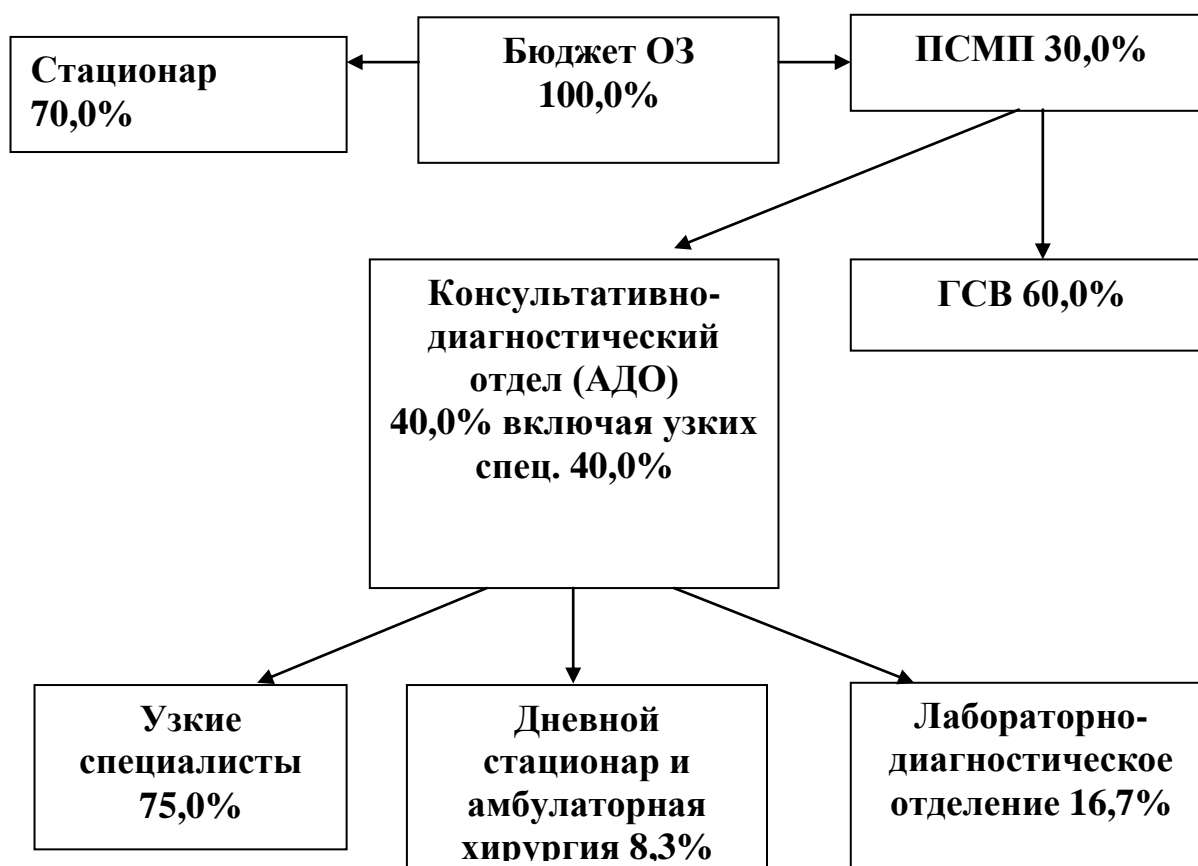 Стационар
70,0%
Бюджет ОЗ
100,0%
ПСМП 30,0%
Консультативно-
диагностический
отдел (АДО)
40,0% включая узких
спец. 40,0%
ГСВ 60,0%
Узкие
специалисты
75,0%
Дневной
стационар и
амбулаторная
хирургия 8,3%
Лабораторно-
диагностическое
отделение 16,7%